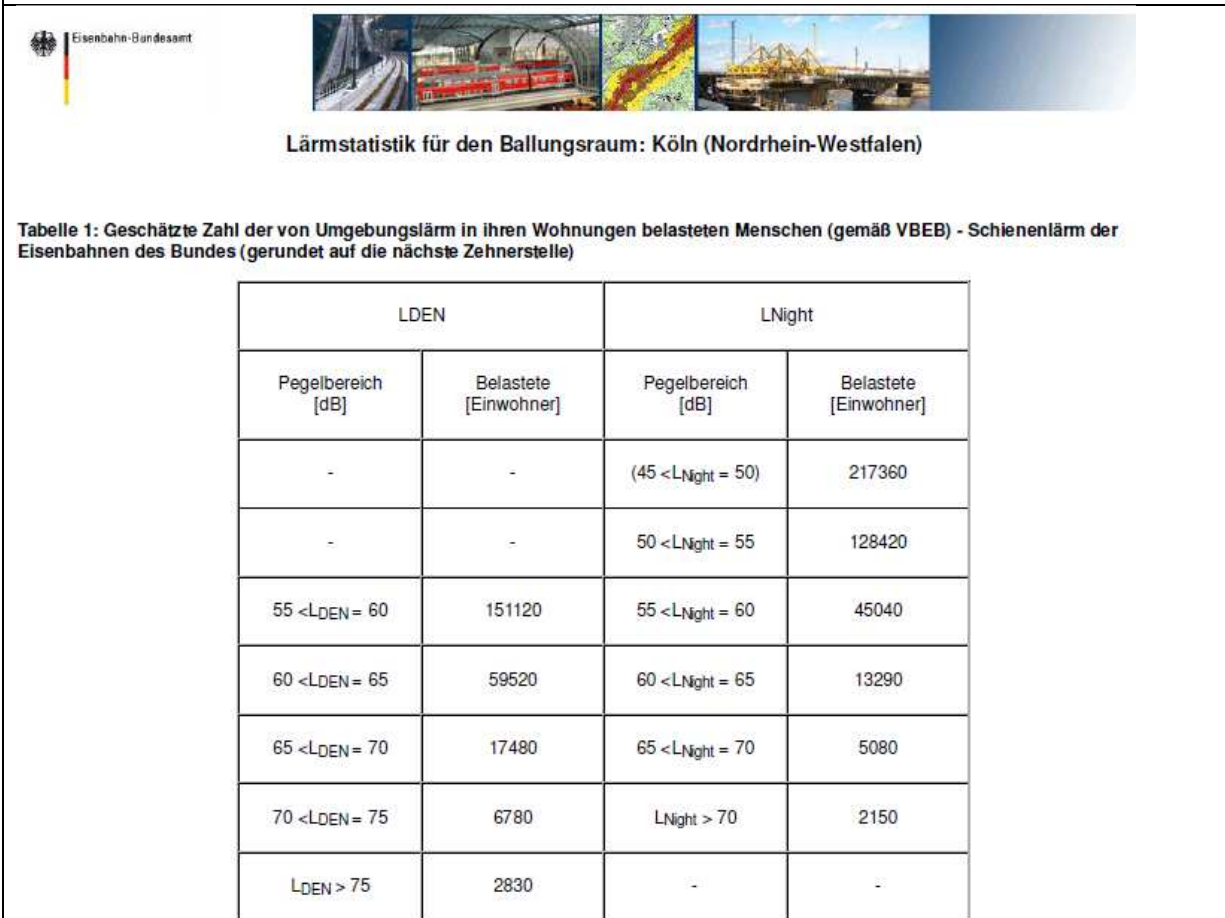 Eisenbahn-Bundesamt
Lärmstatistik für den Ballungsraum: Köln (Nordrhein-Westfalen)
Tabelle 1: Geschätzte Zahl der von Umgebungslärm in ihren Wohnungen belasteten Menschen (gemäß VBEB) - Schienenlärm der
Eisenbahnen des Bundes (gerundet auf die nächste Zehnerstelle)
LDEN LNight
Pegelbereich [dB] Belastete [Einwohner] Pegelbereich [dB] Belastete [Einwohner]
- - (45 <LNight = 50) 217360
- - 50 <LNight = 55 128420
55 <LDEN = 60 151120 55 <LNight = 60 45040
60 <LDEN = 65 59520 60 <LNight = 65 13290
65 <LDEN = 70 17480 65 <LNight = 70 5080
70 <LDEN = 75 6780 LNight > 70 2150
LDEN > 75 2830 - -